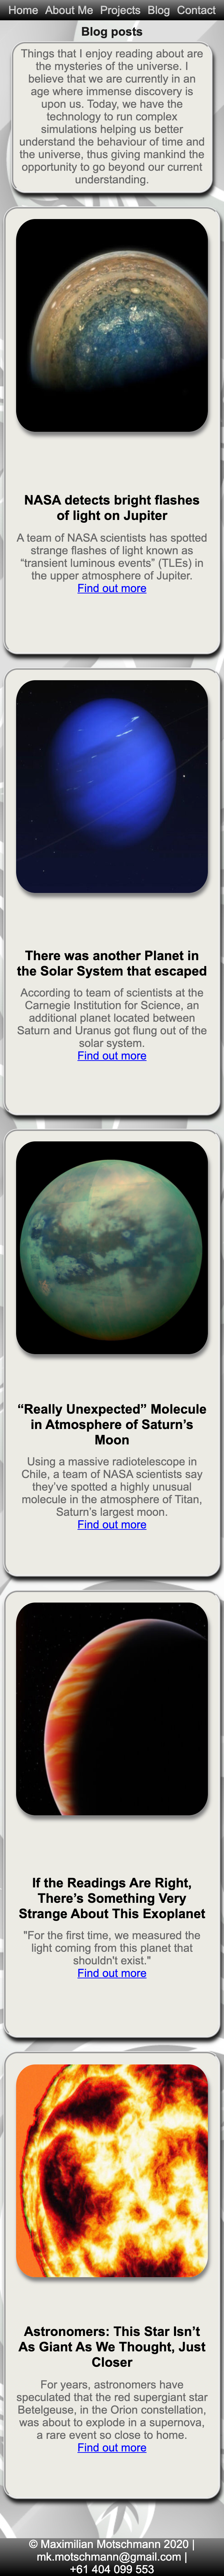 Home About Me Projects Blog Contact
Blog posts
Things that I enjoy reading about are
the mysteries of the universe. I
believe that we are currently in an
age where immense discovery is
upon us. Today, we have the
technology to run complex
simulations helping us better
understand the behaviour of time and
the universe, thus giving mankind the
opportunity to go beyond our current
understanding.
NASA detects bright flashes
of light on Jupiter
A team of NASA scientists has spotted
strange flashes of light known as
“transient luminous events” (TLEs) in
the upper atmosphere of Jupiter.
Find out more
There was another Planet in
the Solar System that escaped
According to team of scientists at the
Carnegie Institution for Science, an
additional planet located between
Saturn and Uranus got flung out of the
solar system.
Find out more
“Really Unexpected” Molecule
in Atmosphere of Saturn’s
Moon
Using a massive radiotelescope in
Chile, a team of NASA scientists say
they’ve spotted a highly unusual
molecule in the atmosphere of Titan,
Saturn’s largest moon.
Find out more
If the Readings Are Right,
There’s Something Very
Strange About This Exoplanet
"For the first time, we measured the
light coming from this planet that
shouldn't exist."
Find out more
Astronomers: This Star Isn’t
As Giant As We Thought, Just
Closer
For years, astronomers have
speculated that the red supergiant star
Betelgeuse, in the Orion constellation,
was about to explode in a supernova,
a rare event so close to home.
Find out more
© Maximilian Motschmann 2020 |
mk.motschmann@gmail.com |
+61 404 099 553